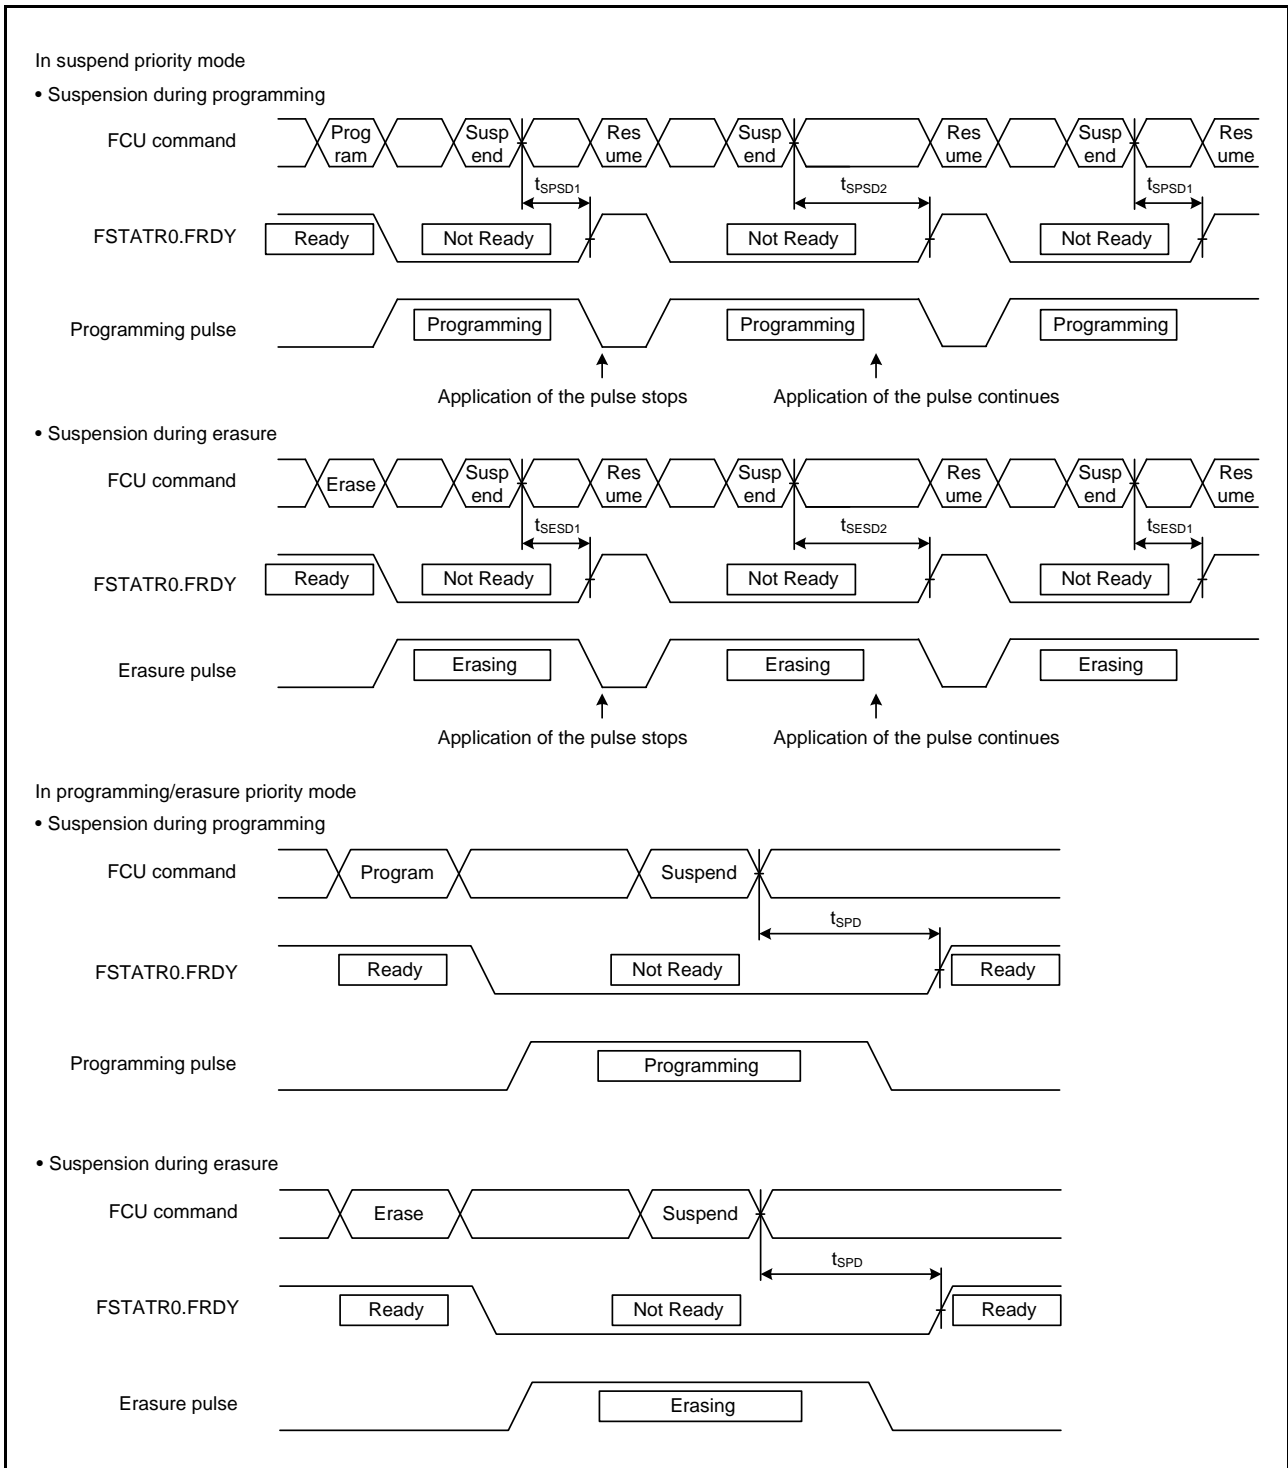 In suspend priority mode
• Suspension during programming
FCU command
Prog
ram
Susp
end
Res
ume
Susp
end
Res
ume
Susp
end
Res
ume
tSPSD1
tSPSD2
tSPSD1
FSTATR0.FRDY
Ready
Not Ready
Not Ready
Not Ready
Programming pulse
Programming
Programming
Programming
Application of the pulse stops
Application of the pulse continues
• Suspension during erasure
FCU command
Erase
Susp
end
Res
ume
Susp
end
Res
ume
Susp
end
Res
ume
tSESD1
tSESD2
tSESD1
FSTATR0.FRDY
Ready
Not Ready
Not Ready
Not Ready
Erasure pulse
Erasing
Erasing
Erasing
Application of the pulse stops
Application of the pulse continues
In programming/erasure priority mode
• Suspension during programming
FCU command
Program
Suspend
tSPD
FSTATR0.FRDY
Ready
Not Ready
Ready
Programming pulse
Programming
• Suspension during erasure
FCU command
Erase
Suspend
tSPD
FSTATR0.FRDY
Ready
Not Ready
Ready
Erasure pulse
Erasing